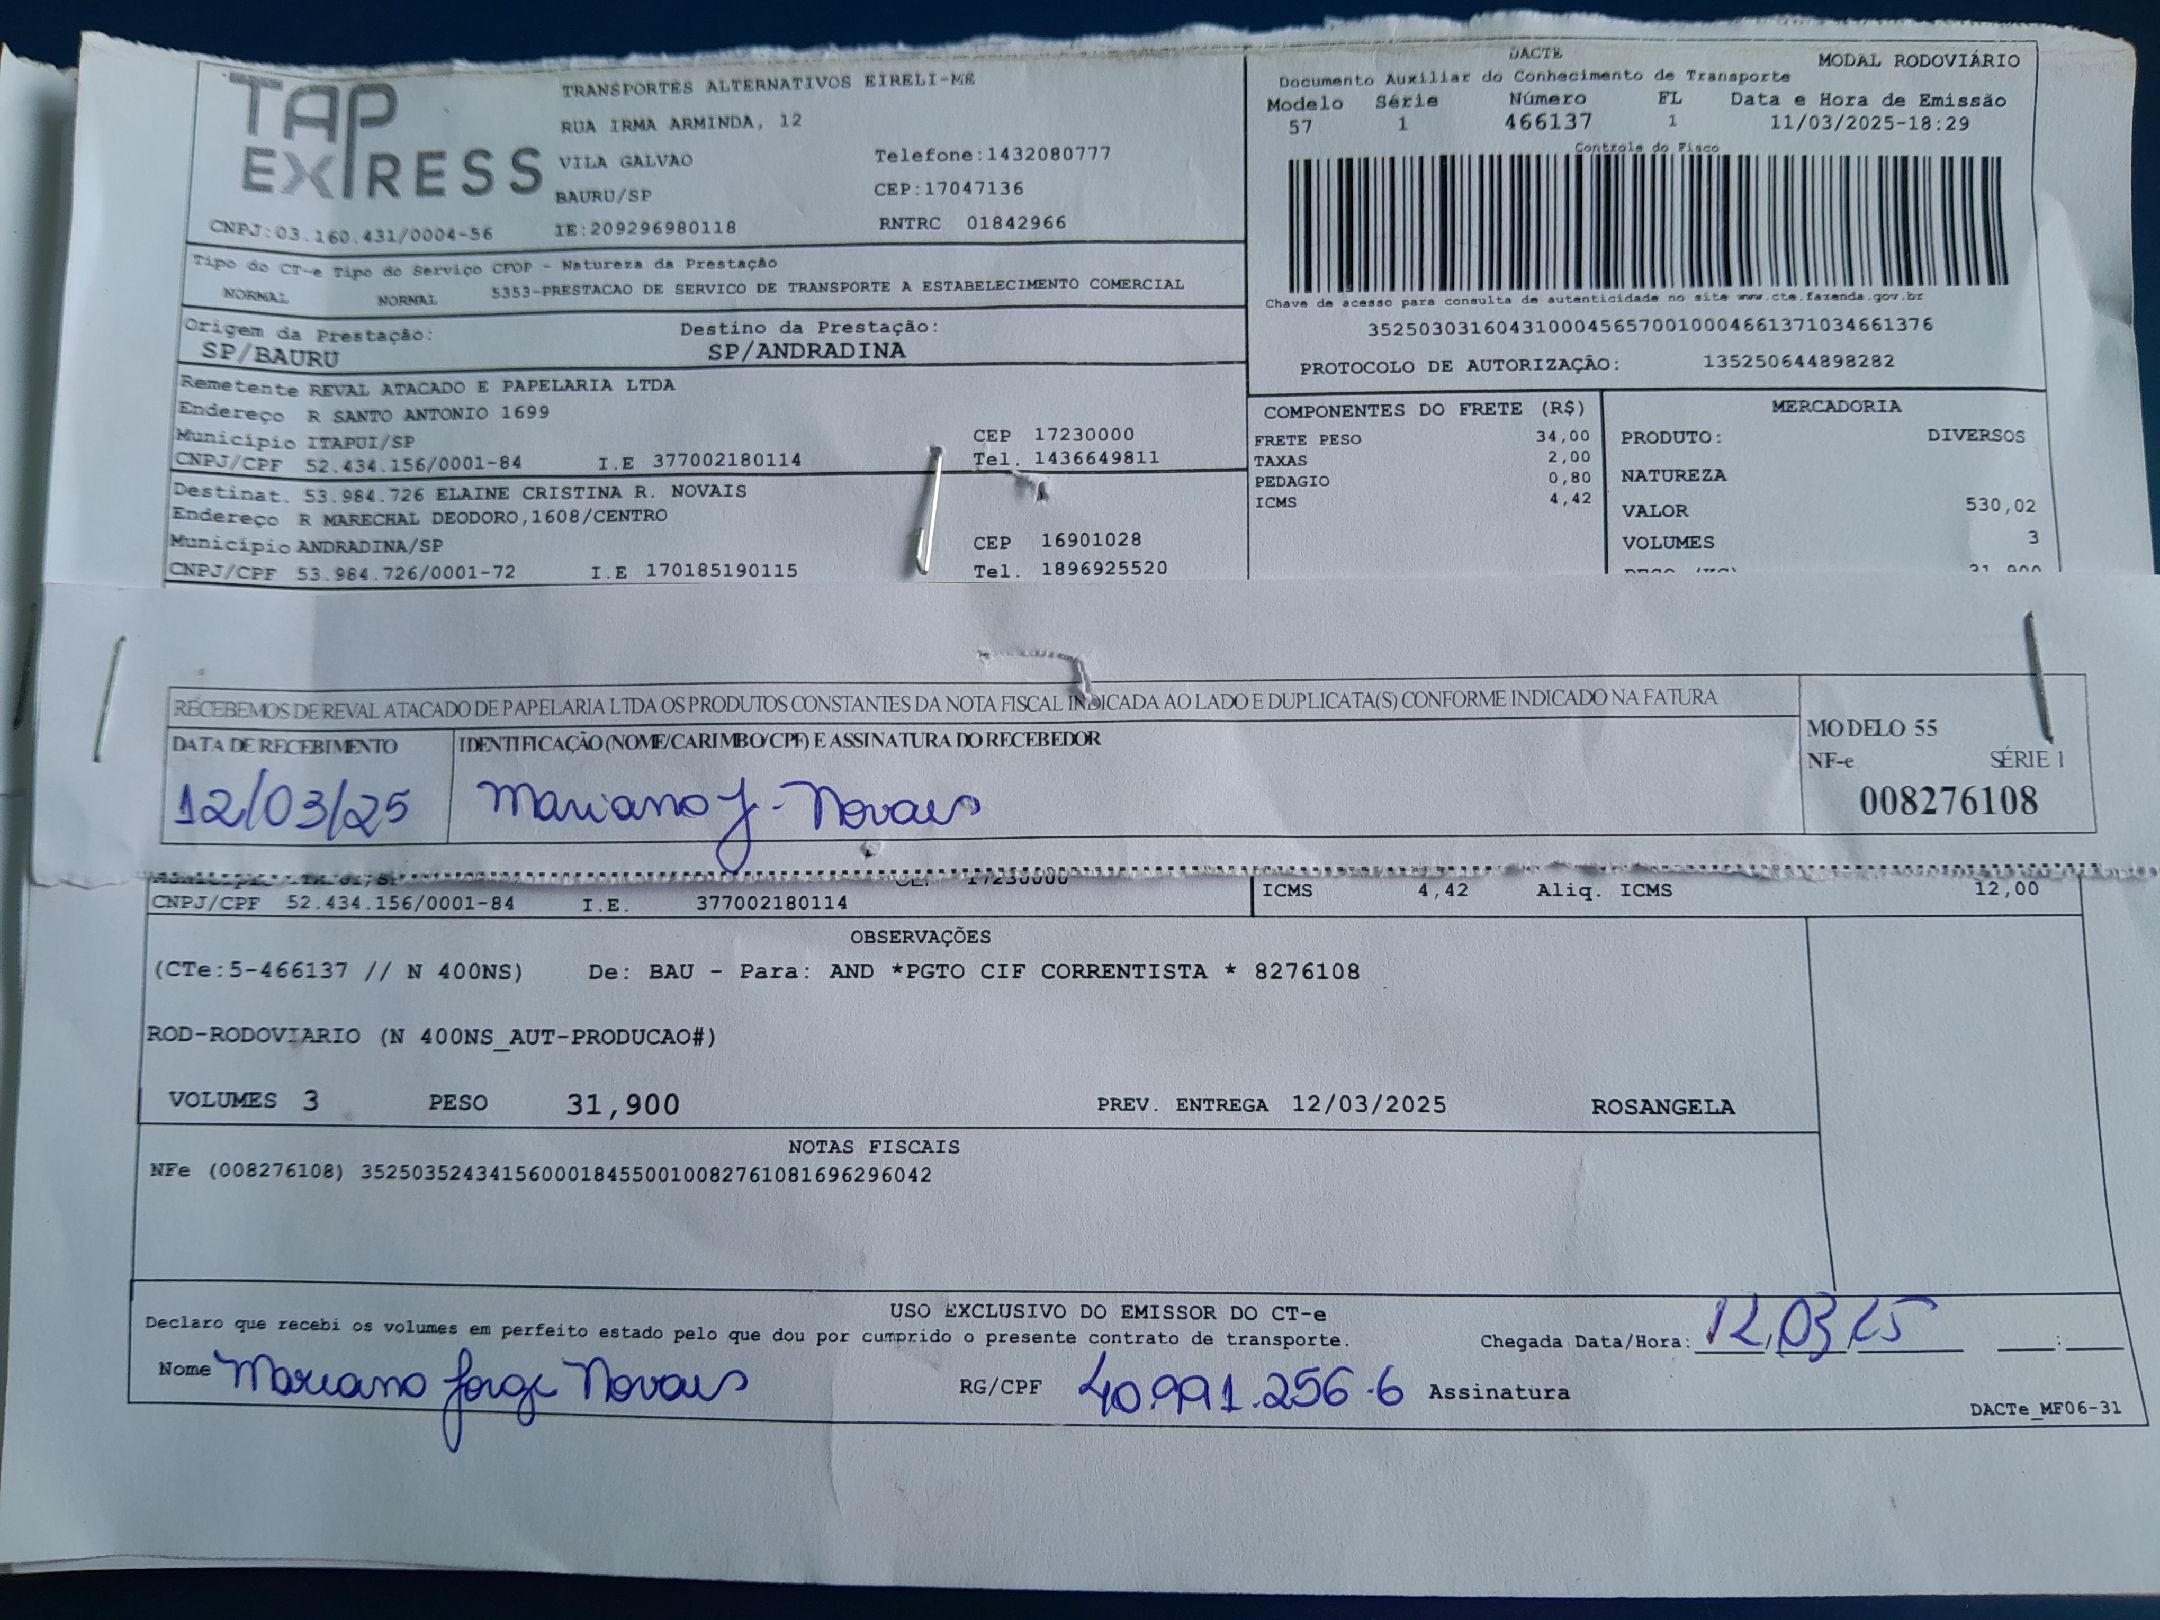 TAP EXPRESS
TRANSPORTES ALTERNATIVOS EIRELI-ME
RUA IRMA ARMINDA, 12
VILA GALVAO Telefone:1432080777
BAURU/SP CEP:17047136
CNPJ:03.160.431/0004-56 IE:209296980118 RNTRC 01842966
DACTE MODAL RODOVIÁRIO
Documento Auxiliar do Conhecimento de Transporte
Modelo Série Número FL Data e Hora de Emissão
57 1 466137 1 11/03/2025-18:29
Controle do Fisco
Chave de acesso para consulta de autenticidade no site www.cte.fazenda.gov.br
35250303160431000456570010004661371034661376
PROTOCOLO DE AUTORIZAÇÃO: 135250644898282
Tipo do CT-e Tipo do Serviço CFOP - Natureza da Prestação
NORMAL NORMAL 5353-PRESTACAO DE SERVICO DE TRANSPORTE A ESTABELECIMENTO COMERCIAL
Origem da Prestação: Destino da Prestação:
SP/BAURU SP/ANDRADINA
Remetente REVAL ATACADO E PAPELARIA LTDA
Endereço R SANTO ANTONIO 1699
Município ITAPUI/SP CEP 17230000
CNPJ/CPF 52.434.156/0001-84 I.E 377002180114 Tel. 1436649811
Destinat. 53.984.726 ELAINE CRISTINA R. NOVAIS
Endereço R MARECHAL DEODORO,1608/CENTRO
Município ANDRADINA/SP CEP 16901028
CNPJ/CPF 53.984.726/0001-72 I.E 170185190115 Tel. 1896925520
COMPONENTES DO FRETE (R$)
FRETE PESO 34,00
TAXAS 2,00
PEDAGIO 0,80
ICMS 4,42
MERCADORIA
PRODUTO: DIVERSOS
NATUREZA
VALOR 530,02
VOLUMES 3
RECEBEMOS DE REVAL ATACADO DE PAPELARIA LTDA OS PRODUTOS CONSTANTES DA NOTA FISCAL INDICADA AO LADO E DUPLICATA(S) CONFORME INDICADO NA FATURA
DATA DE RECEBIMENTO IDENTIFICAÇÃO (NOME/CARIMBO/CPF) E ASSINATURA DO RECEBEDOR
12/03/25 Mariano J. Novais
MODELO 55
NF-e SÉRIE 1
008276108
CNPJ/CPF 52.434.156/0001-84 I.E. 377002180114
ICMS 4,42 Aliq. ICMS 12,00
OBSERVAÇÕES
(CTe:5-466137 // N 400NS) De: BAU - Para: AND *PGTO CIF CORRENTISTA * 8276108
ROD-RODOVIARIO (N 400NS_AUT-PRODUCAO#)
VOLUMES 3 PESO 31,900 PREV. ENTREGA 12/03/2025 ROSANGELA
NOTAS FISCAIS
NFe (008276108) 35250352434156000184550010082761081696296042
USO EXCLUSIVO DO EMISSOR DO CT-e
Declaro que recebi os volumes em perfeito estado pelo que dou por cumprido o presente contrato de transporte. Chegada Data/Hora: 12/03/25 __:__
Nome Mariano Jorge Novais RG/CPF 40.991.256-6 Assinatura
DACTe_MF06-31